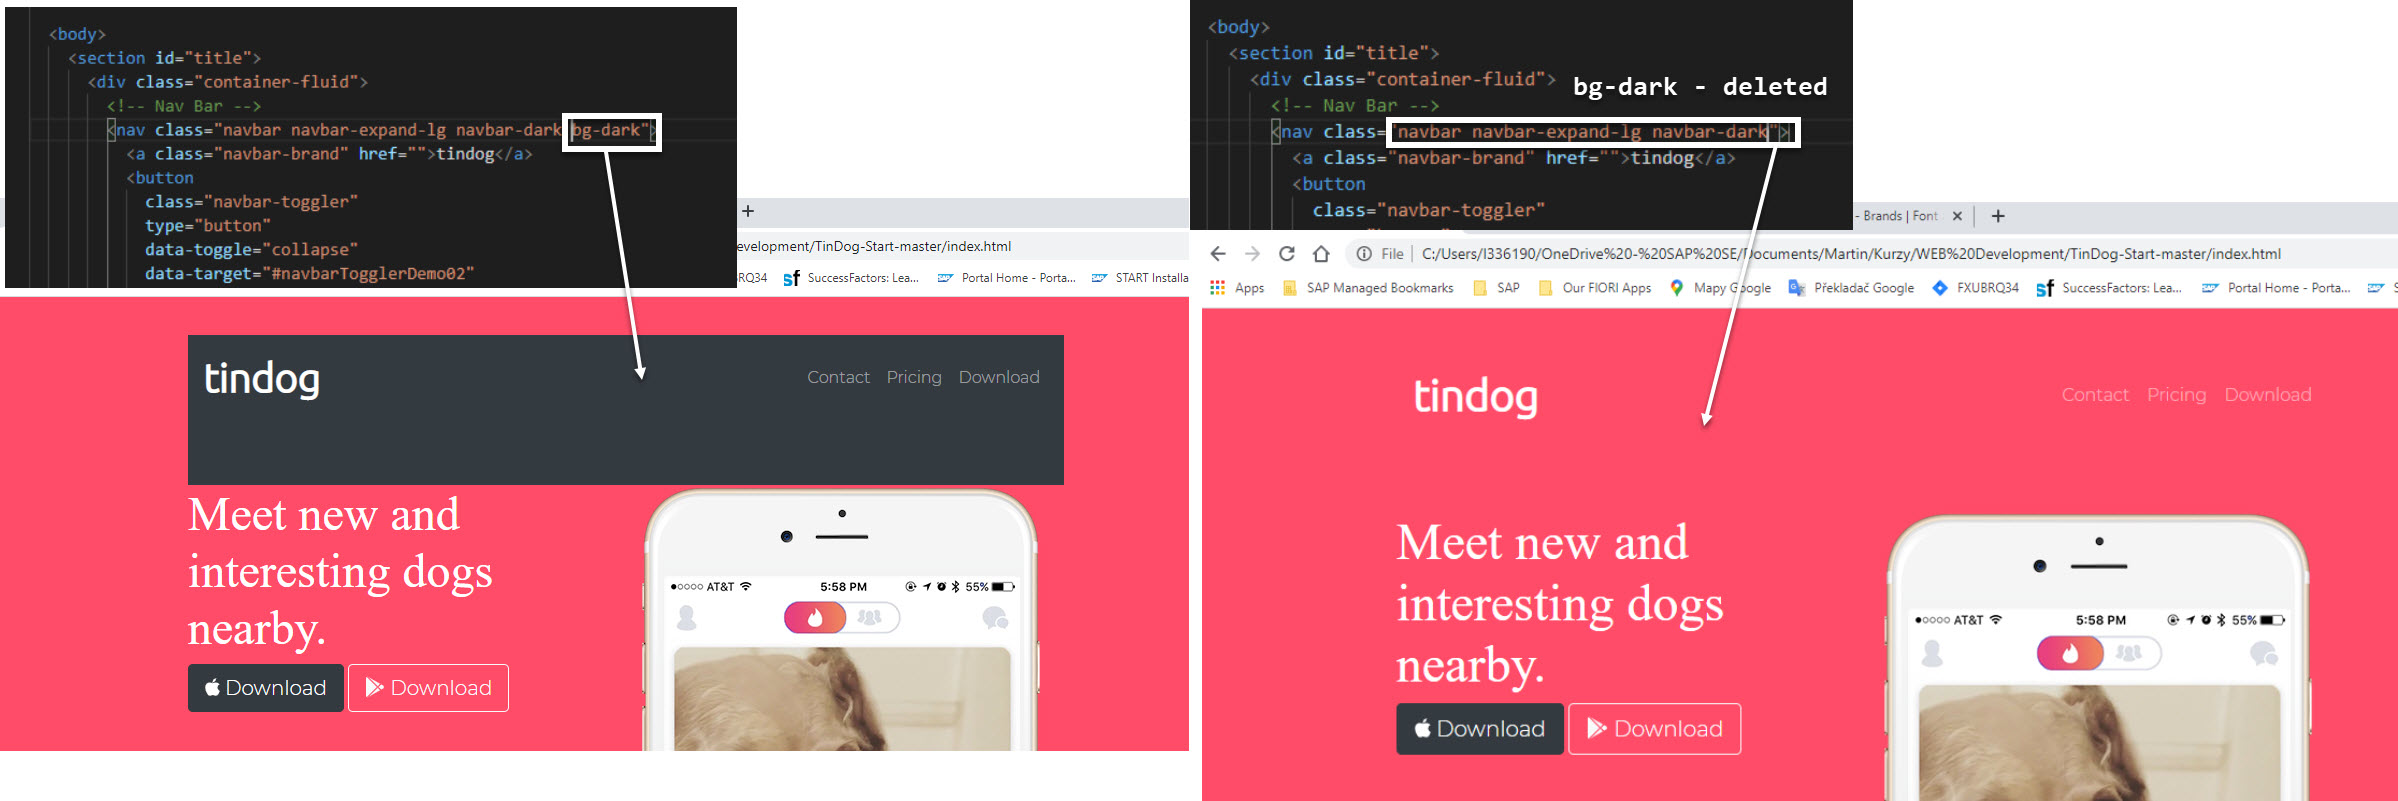 <body>
<section id="title">
<div class="container-fluid">
<!-- Nav Bar -->
<nav class="navbar navbar-expand-lg navbar-dark bg-dark">
<a class="navbar-brand" href="">tindog</a>
<button
class="navbar-toggler"
type="button"
data-toggle="collapse"
data-target="#navbarTogglerDemo02"
+
evelopment/TinDog-Start-master/index.html
RQ34 sf SuccessFactors: Lea... SAP Portal Home - Porta... SAP START Installa
tindog Contact Pricing Download
Meet new and
interesting dogs
nearby.
Download Download
AT&T 5:58 PM 55%
<body>
<section id="title">
<div class="container-fluid">
bg-dark - deleted
<!-- Nav Bar -->
<nav class="navbar navbar-expand-lg navbar-dark">
<a class="navbar-brand" href="">tindog</a>
<button
class="navbar-toggler"
- Brands | Font × +
File | C:/Users/I336190/OneDrive%20-%20SAP%20SE/Documents/Martin/Kurzy/WEB%20Development/TinDog-Start-master/index.html
Apps SAP Managed Bookmarks SAP Our FIORI Apps Mapy Google Překladač Google FXUBRQ34 sf SuccessFactors: Lea... SAP Portal Home - Porta... SAP S
tindog Contact Pricing Download
Meet new and
interesting dogs
nearby.
Download Download
AT&T 5:58 PM 55%